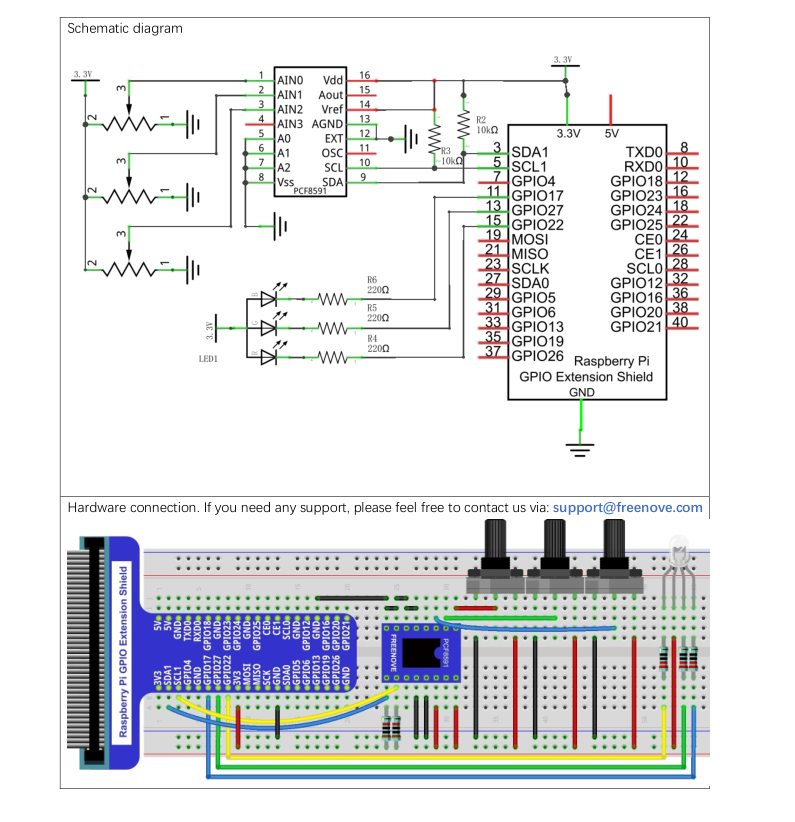 Schematic diagram
3.3V
3.3V
3
2
1
3
2
1
3
2
1
1 AIN0 Vdd 16
2 AIN1 Aout 15
3 AIN2 Vref 14
4 AIN3 AGND 13
5 A0 EXT 12
6 A1 OSC 11
7 A2 SCL 10
8 Vss SDA 9
PCF8591
R2
10kΩ
R3
10kΩ
3.3V 5V
3 SDA1 TXD0 8
5 SCL1 RXD0 10
7 GPIO4 GPIO18 12
11 GPIO17 GPIO23 16
13 GPIO27 GPIO24 18
15 GPIO22 GPIO25 22
19 MOSI CE0 24
21 MISO CE1 26
23 SCLK SCL0 28
27 SDA0 GPIO12 32
29 GPIO5 GPIO16 36
31 GPIO6 GPIO20 38
33 GPIO13 GPIO21 40
35 GPIO19
37 GPIO26
Raspberry Pi
GPIO Extension Shield
GND
R6
220Ω
R5
220Ω
R4
220Ω
3.3V
LED1
Hardware connection. If you need any support, please feel free to contact us via: support@freenove.com
Raspberry Pi GPIO Extension Shield
5V 5V GND TXD0 RXD0 GPIO18 GND GPIO23 GPIO24 GND GPIO25 CE0 CE1 SCL0 GND GPIO12 GND GPIO16 GPIO20 GPIO21
3V3 SDA1 SCL1 GPIO4 GND GPIO17 GPIO27 GPIO22 3V3 MOSI MISO SCK GND SDA0 GPIO5 GPIO6 GPIO13 GPIO19 GPIO26 GND
FREENOVE
PCF8591